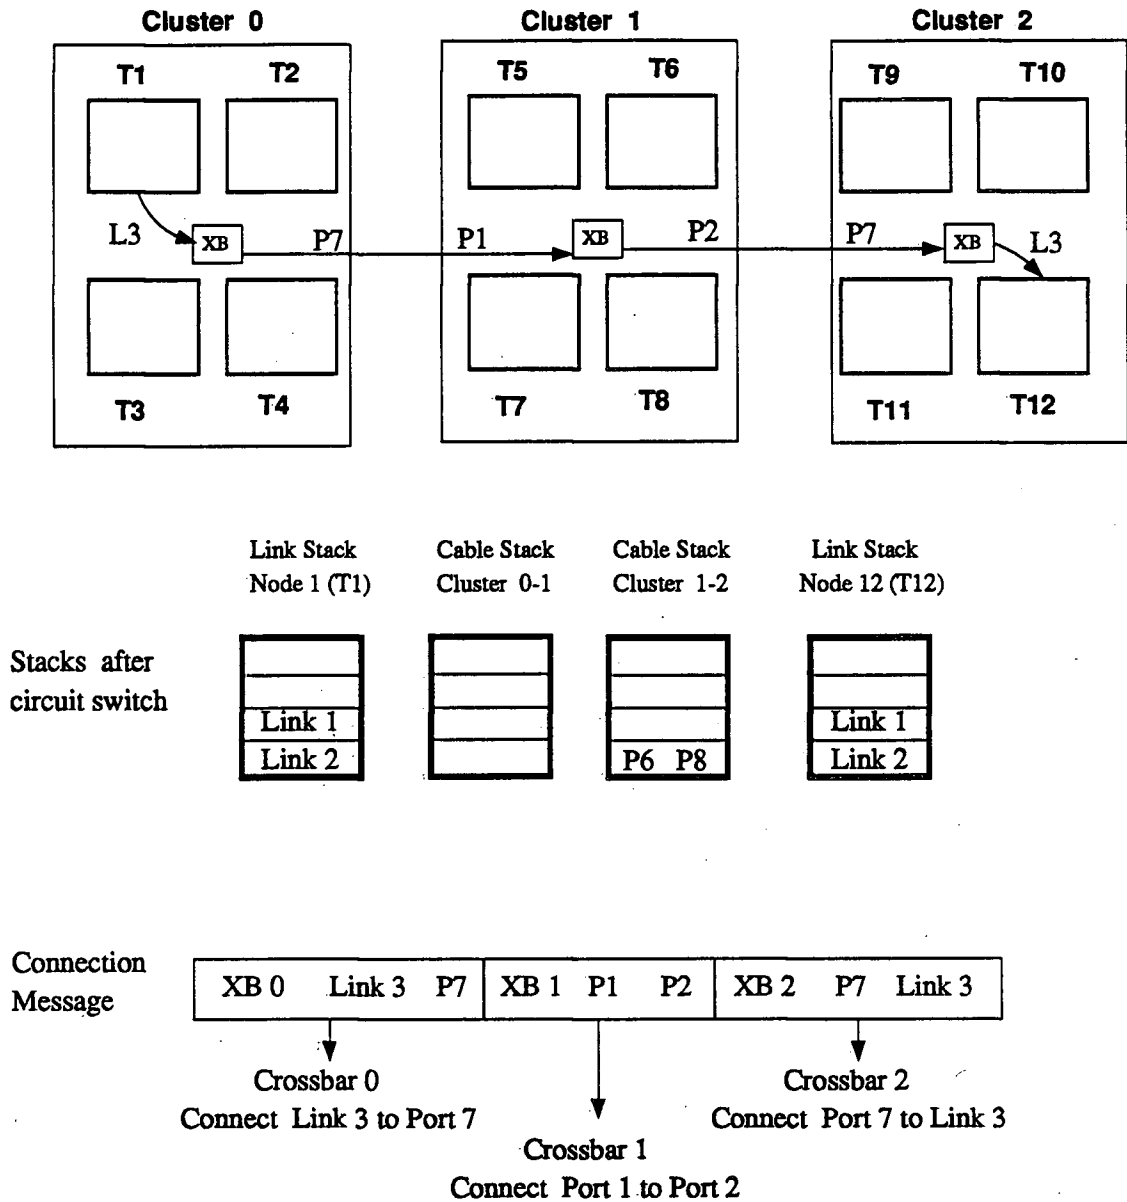 Cluster 0 Cluster 1 Cluster 2
T1 T2 T5 T6 T9 T10
L3 XB P7 P1 XB P2 P7 XB L3
T3 T4 T7 T8 T11 T12
Link Stack Cable Stack Cable Stack Link Stack
Node 1 (T1) Cluster 0-1 Cluster 1-2 Node 12 (T12)
Stacks after
circuit switch
Link 1 Link 1
Link 2 P6 P8 Link 2
Connection
Message
XB 0 Link 3 P7 XB 1 P1 P2 XB 2 P7 Link 3
Crossbar 0 Crossbar 2
Connect Link 3 to Port 7 Connect Port 7 to Link 3
Crossbar 1
Connect Port 1 to Port 2